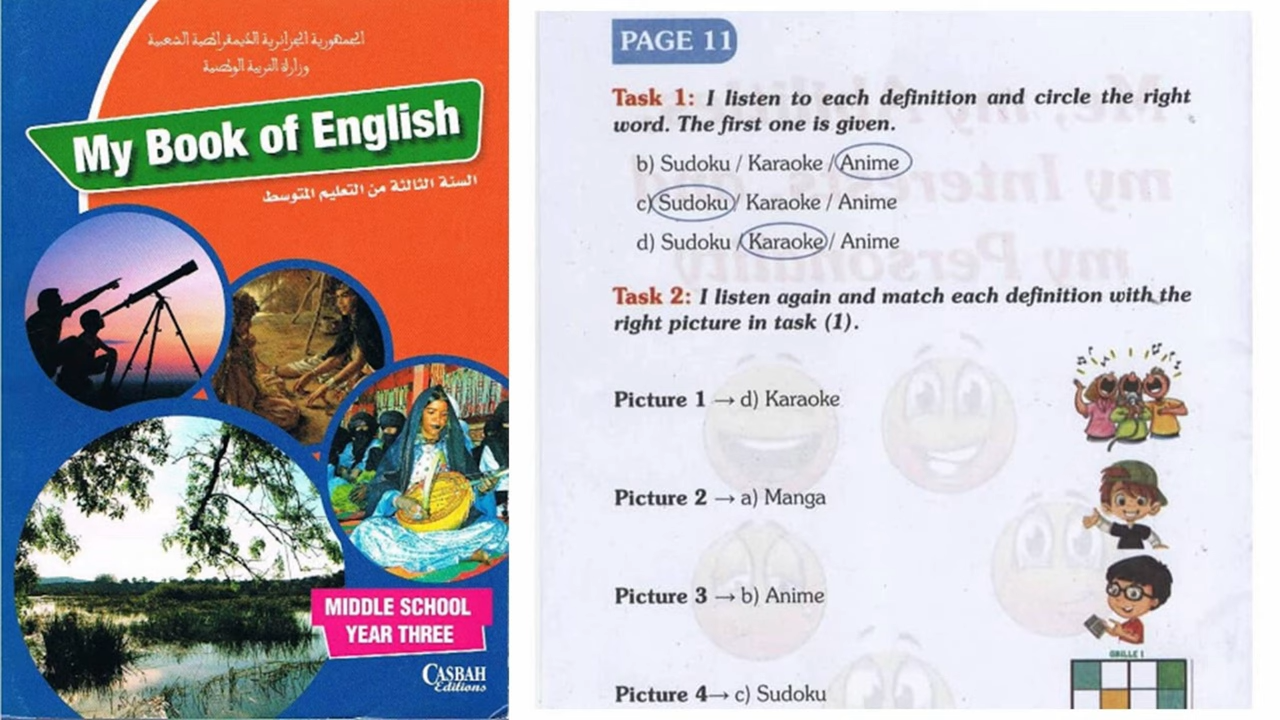 الجمهورية الجزائرية الديمقراطية الشعبية
وزارة التربية الوطنية
My Book of English
السنة الثالثة من التعليم المتوسط
MIDDLE SCHOOL
YEAR THREE
CASBAH
Editions
PAGE 11
Task 1: I listen to each definition and circle the right
word. The first one is given.
b) Sudoku / Karaoke / Anime
c) Sudoku / Karaoke / Anime
d) Sudoku / Karaoke / Anime
Task 2: I listen again and match each definition with the
right picture in task (1).
Picture 1 → d) Karaoke
Picture 2 → a) Manga
Picture 3 → b) Anime
GRILLE 1
Picture 4→ c) Sudoku